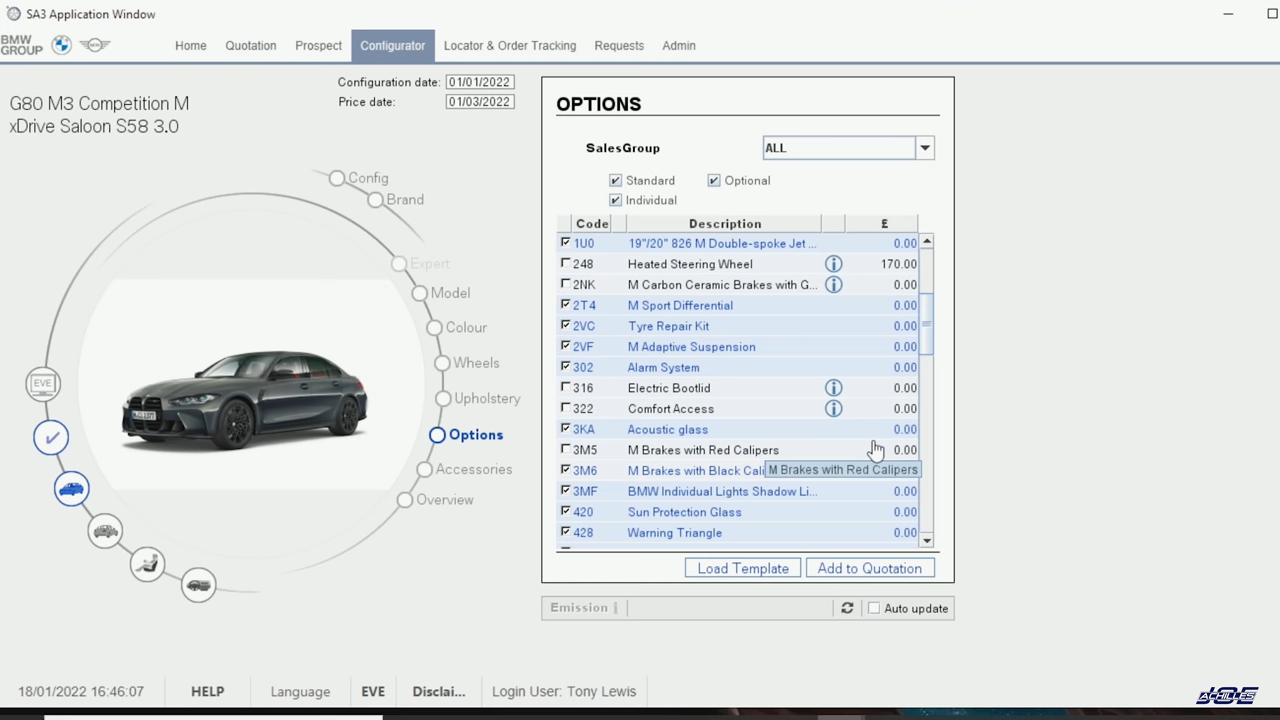 SA3 Application Window
BMW
GROUP
Home Quotation Prospect Configurator Locator & Order Tracking Requests Admin
Configuration date: 01/01/2022
Price date: 01/03/2022
G80 M3 Competition M
xDrive Saloon S58 3.0
Config
Brand
Expert
Model
Colour
Wheels
Upholstery
Options
Accessories
Overview
EVE
OPTIONS
SalesGroup ALL
Standard Optional
Individual
Code Description £
1U0 19"/20" 826 M Double-spoke Jet ... 0.00
248 Heated Steering Wheel 170.00
2NK M Carbon Ceramic Brakes with G... 0.00
2T4 M Sport Differential 0.00
2VC Tyre Repair Kit 0.00
2VF M Adaptive Suspension 0.00
302 Alarm System 0.00
316 Electric Bootlid 0.00
322 Comfort Access 0.00
3KA Acoustic glass 0.00
3M5 M Brakes with Red Calipers 0.00
3M6 M Brakes with Black Cali M Brakes with Red Calipers
3MF BMW Individual Lights Shadow Li... 0.00
420 Sun Protection Glass 0.00
428 Warning Triangle 0.00
Load Template Add to Quotation
Emission Auto update
18/01/2022 16:46:07 HELP Language EVE Disclai... Login User: Tony Lewis
JOE
ACHILLES